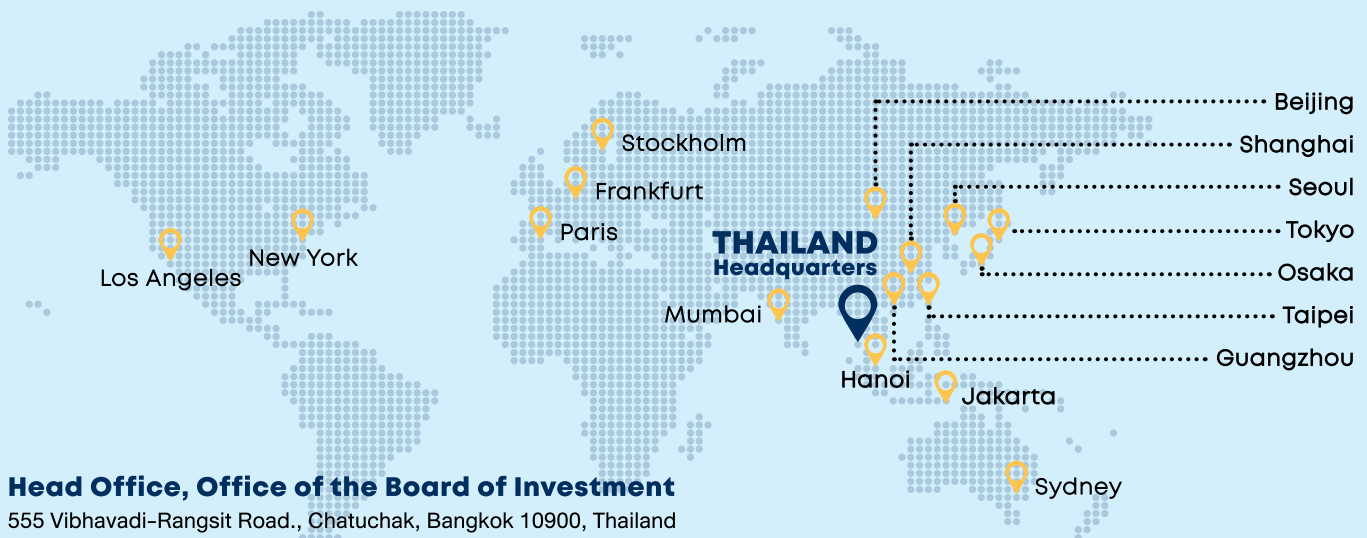 Beijing
Shanghai
Stockholm
Seoul
Frankfurt
Tokyo
Paris
THAILAND
Headquarters
New York
Los Angeles
Osaka
Mumbai
Taipei
Guangzhou
Hanoi
Jakarta
Sydney
Head Office, Office of the Board of Investment
555 Vibhavadi-Rangsit Road., Chatuchak, Bangkok 10900, Thailand